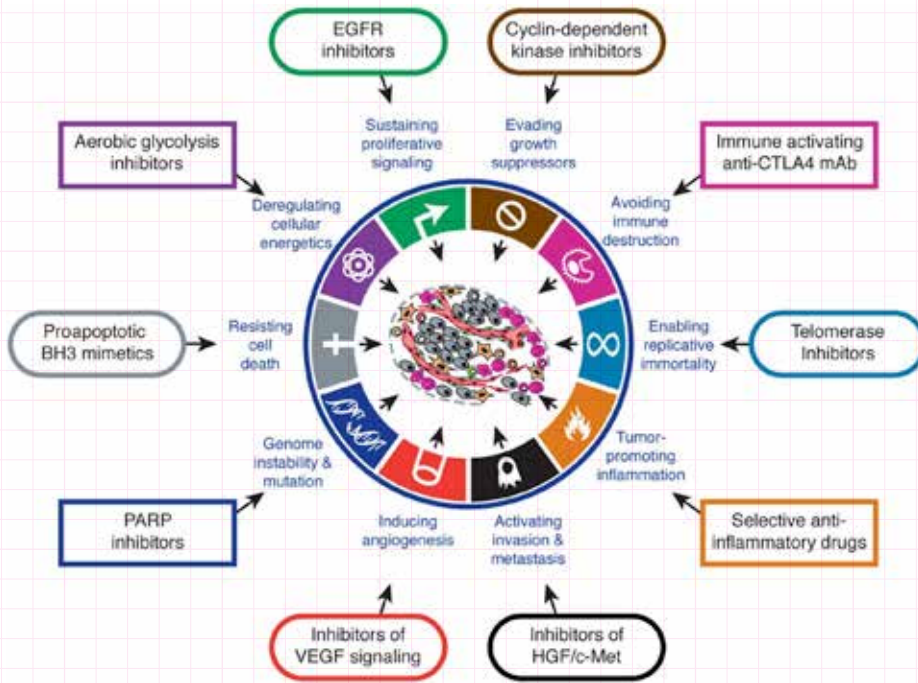 EGFR
inhibitors
Cyclin-dependent
kinase inhibitors
Sustaining
proliferative
signaling
Evading
growth
suppressors
Aerobic glycolysis
inhibitors
Immune activating
anti-CTLA4 mAb
Deregulating
cellular
energetics
Avoiding
immune
destruction
Proapoptotic
BH3 mimetics
Resisting
cell
death
Enabling
replicative
immortality
Telomerase
Inhibitors
Genome
instability &
mutation
Tumor-
promoting
inflammation
PARP
inhibitors
Inducing
angiogenesis
Activating
invasion &
metastasis
Selective anti-
inflammatory drugs
Inhibitors of
VEGF signaling
Inhibitors of
HGF/c-Met